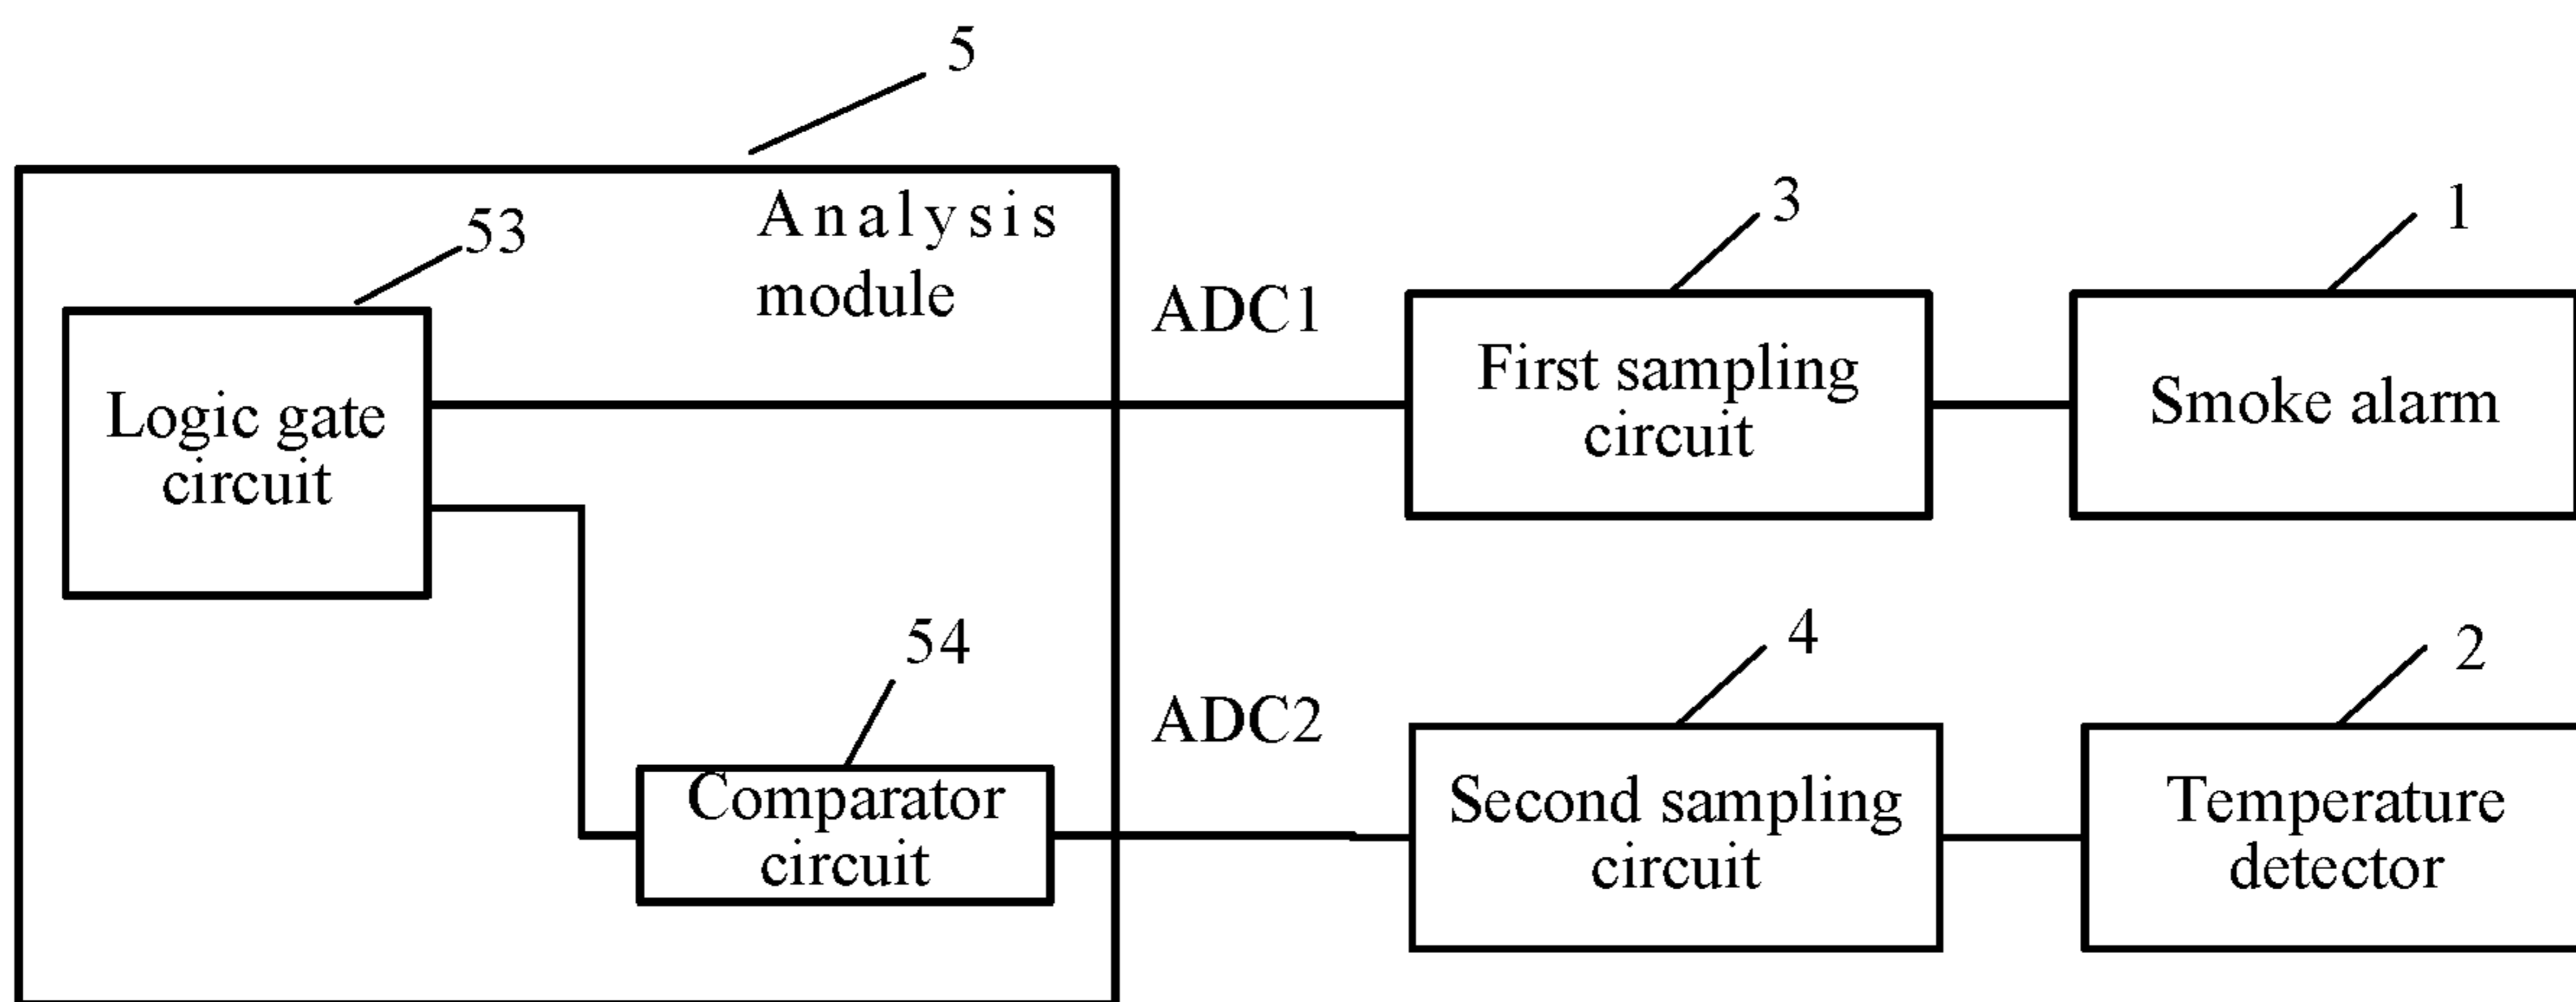 5
Analysis
module
53
Logic gate
circuit
54
Comparator
circuit
ADC1
3
First sampling
circuit
1
Smoke alarm
ADC2
4
Second sampling
circuit
2
Temperature
detector